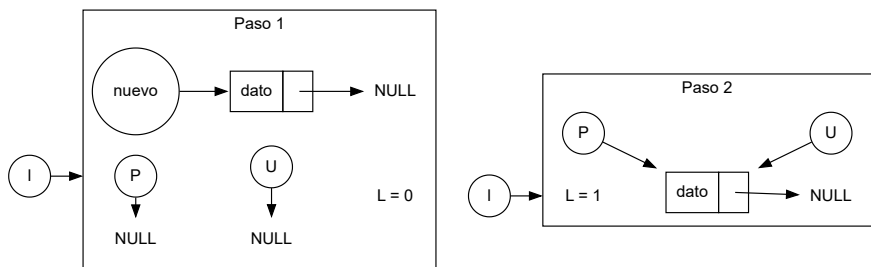 Paso 1
nuevo
dato
NULL
I
P
U
L = 0
NULL
NULL
Paso 2
P
U
I
L = 1
dato
NULL